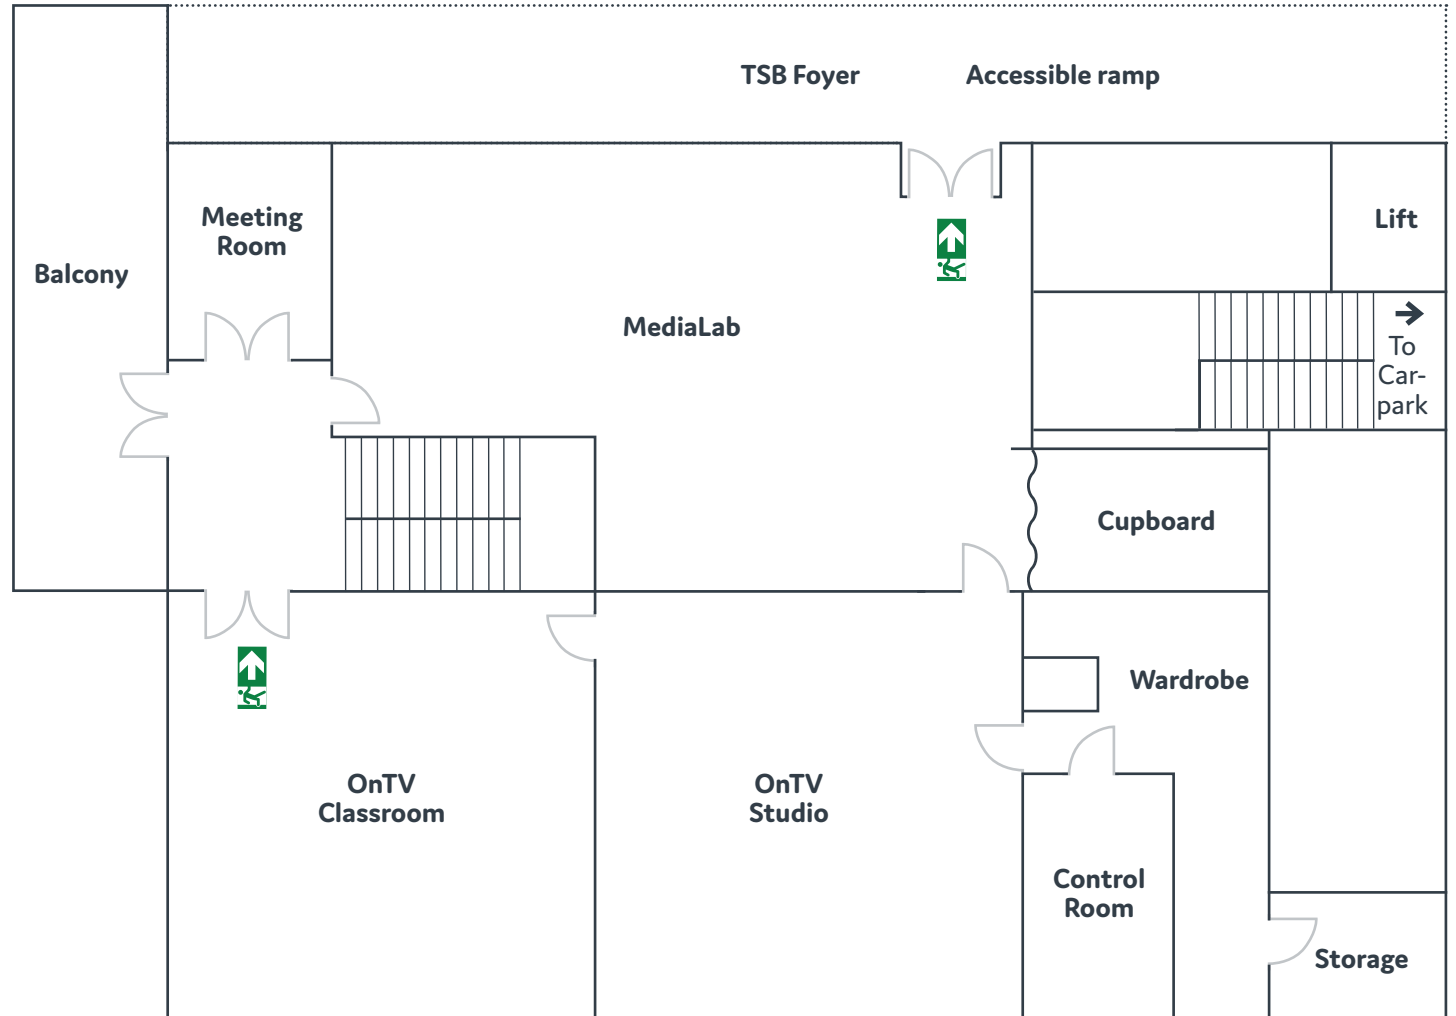 TSB Foyer
Accessible ramp
Meeting
Room
Lift
Balcony
MediaLab
To
Car-
park
Cupboard
Wardrobe
OnTV
Classroom
OnTV
Studio
Control
Room
Storage